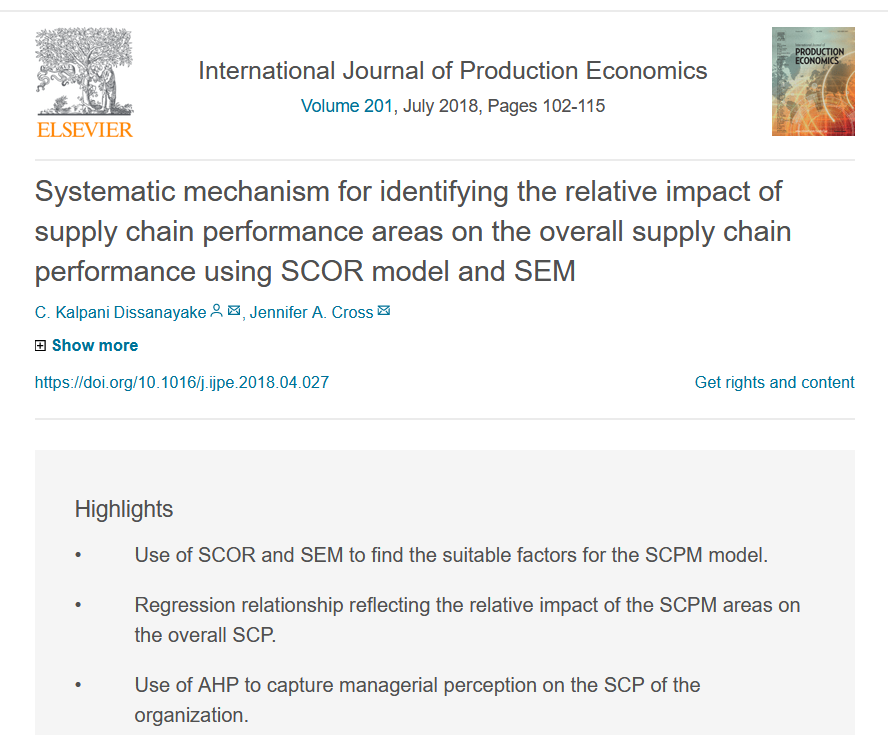 ELSEVIER
International Journal of Production Economics
Volume 201, July 2018, Pages 102-115
PRODUCTION
ECONOMICS
Systematic mechanism for identifying the relative impact of
supply chain performance areas on the overall supply chain
performance using SCOR model and SEM
C. Kalpani Dissanayake , Jennifer A. Cross
Show more
https://doi.org/10.1016/j.ijpe.2018.04.027
Get rights and content
Highlights
• Use of SCOR and SEM to find the suitable factors for the SCPM model.
• Regression relationship reflecting the relative impact of the SCPM areas on
the overall SCP.
• Use of AHP to capture managerial perception on the SCP of the
organization.